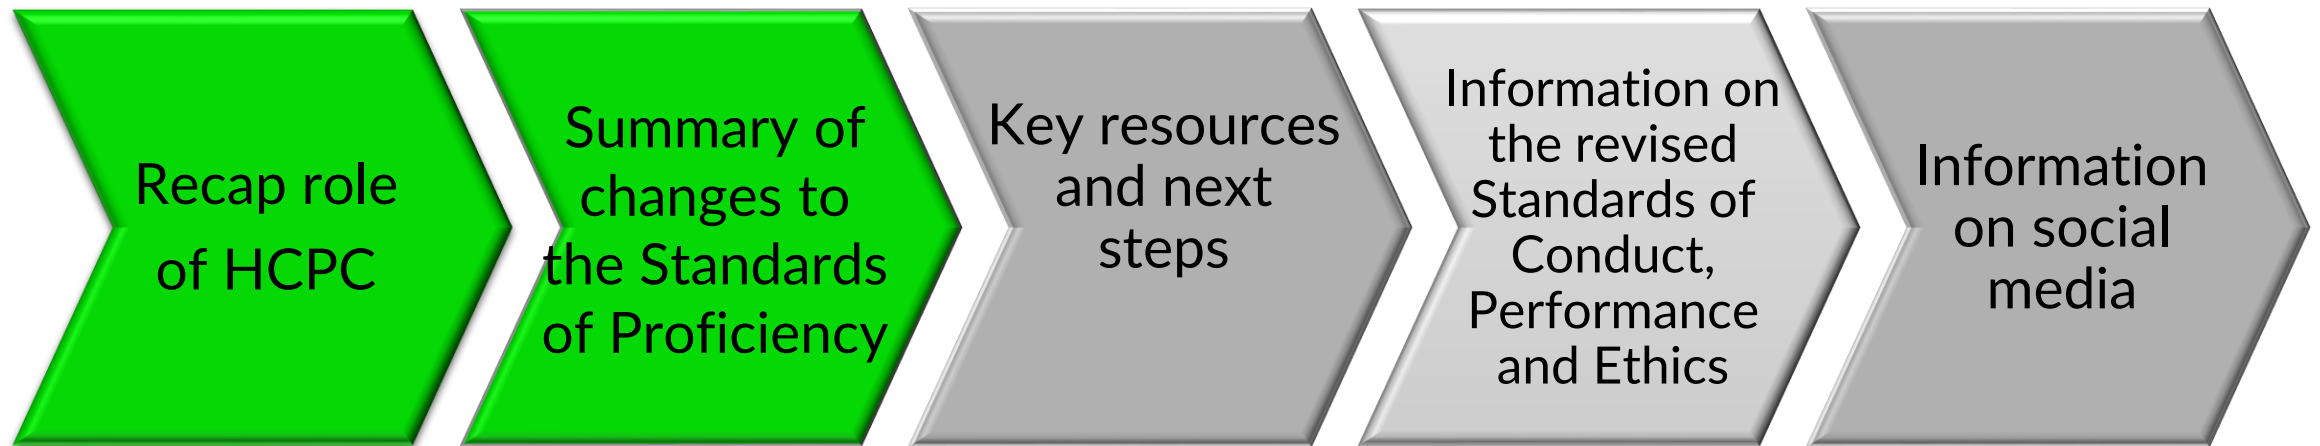 Recap role
of HCPC
Summary of
changes to
the Standards
of Proficiency
Key resources
and next
steps
Information on
the revised
Standards of
Conduct,
Performance
and Ethics
Information
on social
media